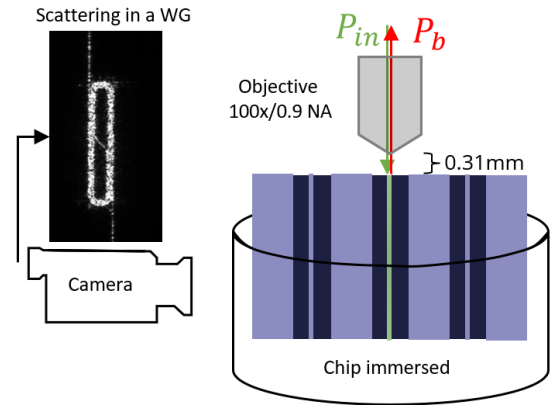 Scattering in a WG
P_in P_b
Objective
100x/0.9 NA
0.31mm
Camera
Chip immersed